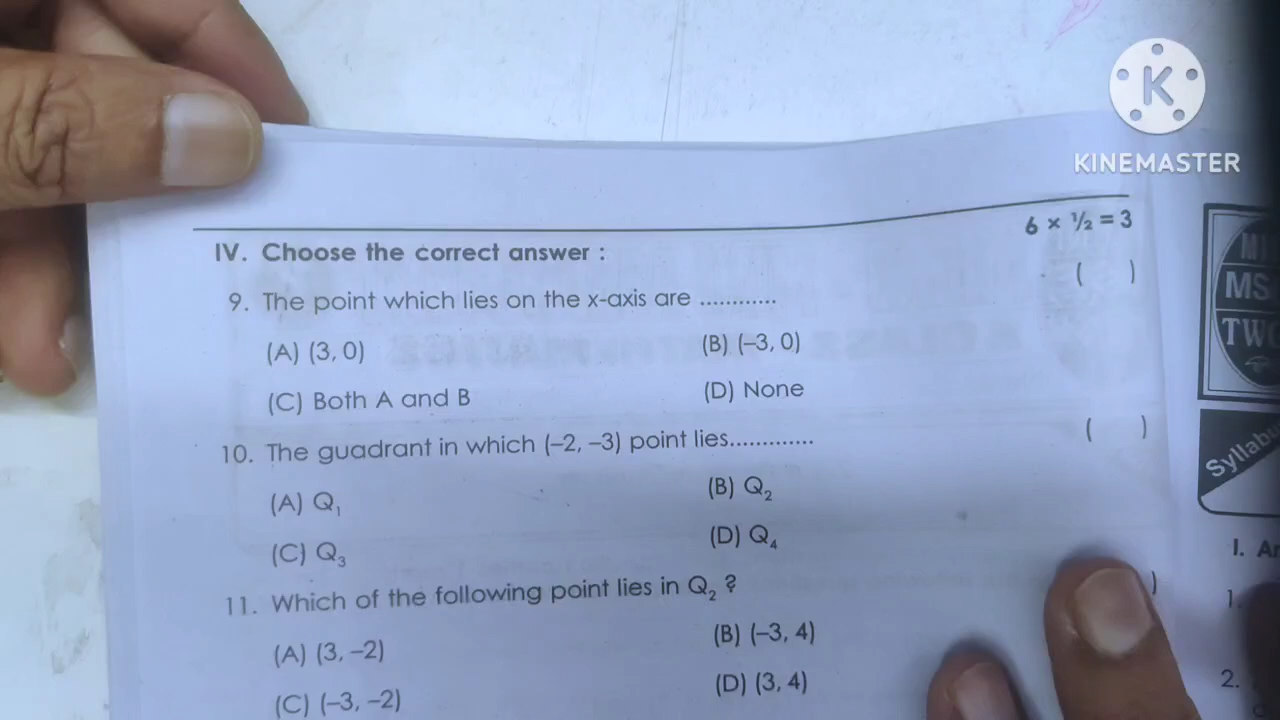 K
KINEMASTER
6 × ½ = 3
IV. Choose the correct answer :
( )
9. The point which lies on the x-axis are ............
(A) (3, 0) (B) (–3, 0)
(C) Both A and B (D) None
10. The guadrant in which (–2, –3) point lies............. ( )
(A) Q₁ (B) Q₂
(C) Q₃ (D) Q₄
11. Which of the following point lies in Q₂ ? )
(A) (3, –2) (B) (–3, 4)
(C) (–3, –2) (D) (3, 4)
MS
I.
1.
2.